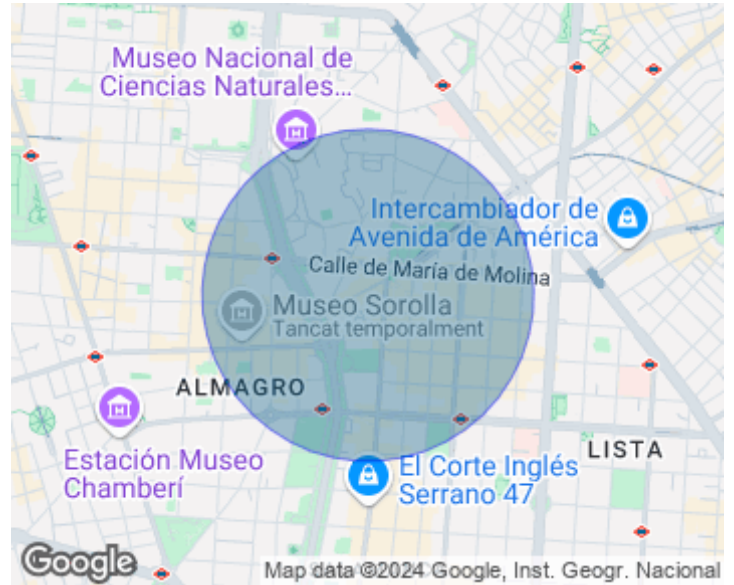 Museo Nacional de
Ciencias Naturales...
Intercambiador de
Avenida de América
Calle de María de Molina
Museo Sorolla
Tancat temporalment
ALMAGRO
Estación Museo
Chamberí
LISTA
El Corte Inglés
Serrano 47
Google
Map data ©2024 Google, Inst. Geogr. Nacional